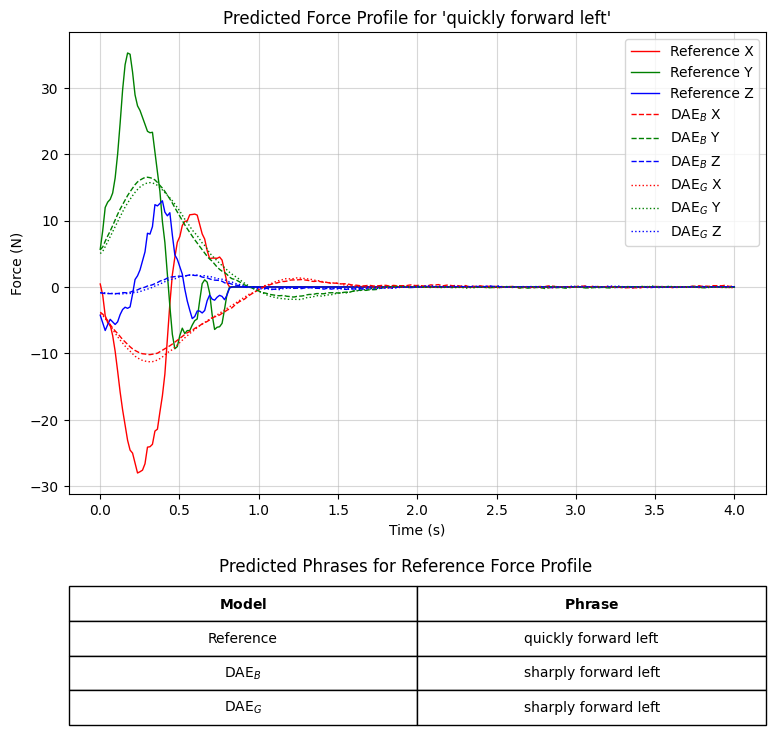 Predicted Force Profile for 'quickly forward left'
Force (N)
30
20
10
0
−10
−20
−30
Reference X
Reference Y
Reference Z
DAE_B X
DAE_B Y
DAE_B Z
DAE_G X
DAE_G Y
DAE_G Z
0.0 0.5 1.0 1.5 2.0 2.5 3.0 3.5 4.0
Time (s)
Predicted Phrases for Reference Force Profile
Model Phrase
Reference quickly forward left
DAE_B sharply forward left
DAE_G sharply forward left